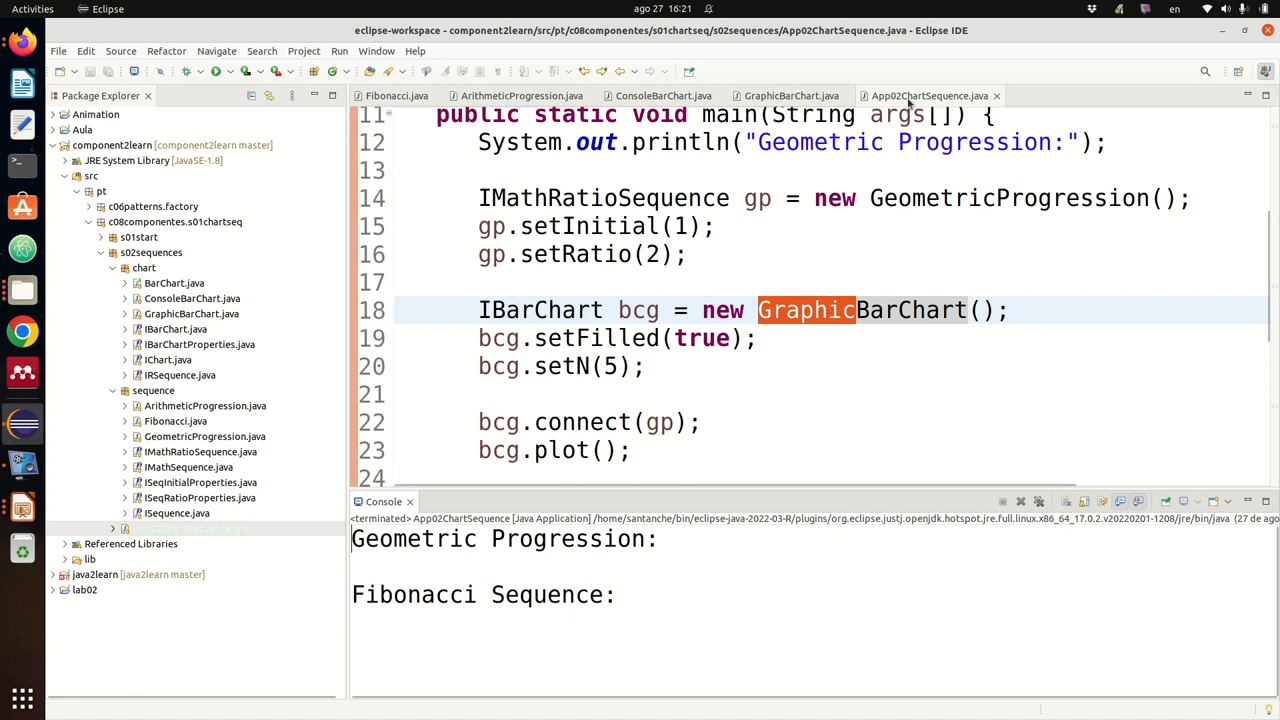 Activities
Eclipse
ago 27 16:21
en
eclipse-workspace - component2learn/src/pt/c08componentes/s01chartseq/s02sequences/App02ChartSequence.java - Eclipse IDE
File Edit Source Refactor Navigate Search Project Run Window Help
Package Explorer
Animation
Aula
component2learn [component2learn master]
JRE System Library [JavaSE-1.8]
src
pt
c06patterns.factory
c08componentes.s01chartseq
s01start
s02sequences
chart
BarChart.java
ConsoleBarChart.java
GraphicBarChart.java
IBarChart.java
IBarChartProperties.java
IChart.java
IRSequence.java
sequence
ArithmeticProgression.java
Fibonacci.java
GeometricProgression.java
IMathRatioSequence.java
IMathSequence.java
ISeqInitialProperties.java
ISeqRatioProperties.java
ISequence.java
App02ChartSequence.java
Referenced Libraries
lib
java2learn [java2learn master]
lab02
Fibonacci.java ArithmeticProgression.java ConsoleBarChart.java GraphicBarChart.java App02ChartSequence.java
11 public static void main(String args[]) {
12 System.out.println("Geometric Progression:");
13
14 IMathRatioSequence gp = new GeometricProgression();
15 gp.setInitial(1);
16 gp.setRatio(2);
17
18 IBarChart bcg = new GraphicBarChart();
19 bcg.setFilled(true);
20 bcg.setN(5);
21
22 bcg.connect(gp);
23 bcg.plot();
24
Console
<terminated> App02ChartSequence [Java Application] /home/santanche/bin/eclipse-java-2022-03-R/plugins/org.eclipse.justj.openjdk.hotspot.jre.full.linux.x86_64_17.0.2.v20220201-1208/jre/bin/java (27 de ago
Geometric Progression:
Fibonacci Sequence: